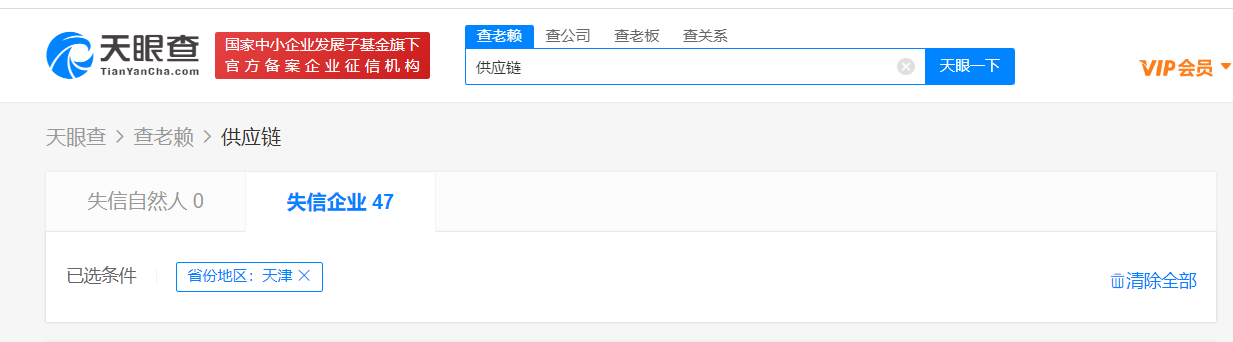 天眼查
TianYanCha.com
国家中小企业发展子基金旗下
官方备案企业征信机构
查老赖 查公司 查老板 查关系
供应链
天眼一下
VIP会员
天眼查 > 查老赖 > 供应链
失信自然人 0
失信企业 47
已选条件
省份地区：天津
清除全部